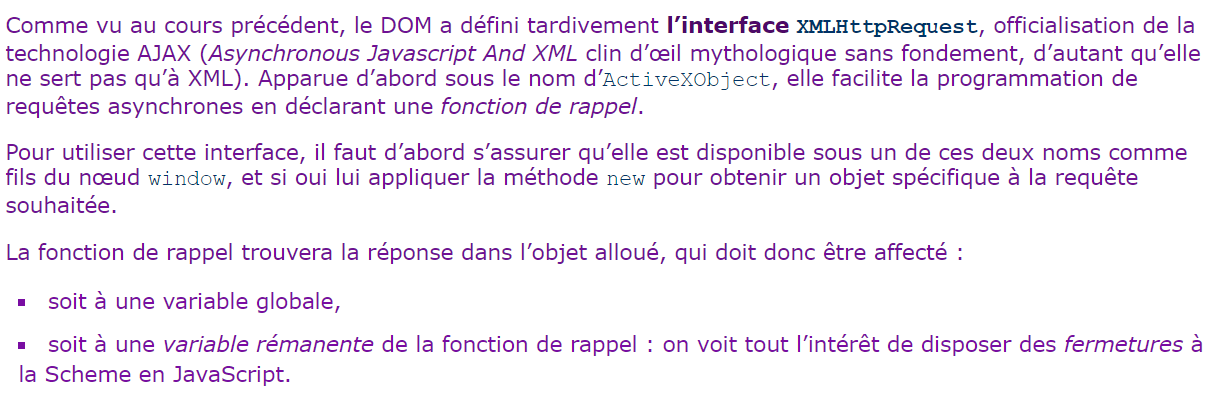 Comme vu au cours précédent, le DOM a défini tardivement l’interface XMLHttpRequest, officialisation de la
technologie AJAX (Asynchronous Javascript And XML clin d’œil mythologique sans fondement, d’autant qu’elle
ne sert pas qu’à XML). Apparue d’abord sous le nom d’ActiveXObject, elle facilite la programmation de
requêtes asynchrones en déclarant une fonction de rappel.
Pour utiliser cette interface, il faut d’abord s’assurer qu’elle est disponible sous un de ces deux noms comme
fils du nœud window, et si oui lui appliquer la méthode new pour obtenir un objet spécifique à la requête
souhaitée.
La fonction de rappel trouvera la réponse dans l’objet alloué, qui doit donc être affecté :
▪ soit à une variable globale,
▪ soit à une variable rémanente de la fonction de rappel : on voit tout l’intérêt de disposer des fermetures à
la Scheme en JavaScript.